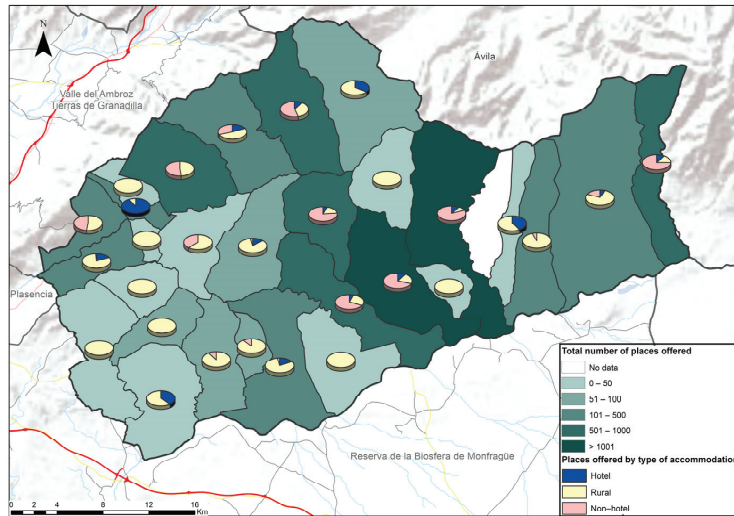 N
Ávila
Valle del Ambroz
Tierras de Granadilla
Plasencia
Reserva de la Biosfera de Monfragüe
Total number of places offered
No data
0 – 50
51 – 100
101 – 500
501 – 1000
> 1001
Places offered by type of accommodation
Hotel
Rural
Non–hotel
0 2 4 8 12 16
Km